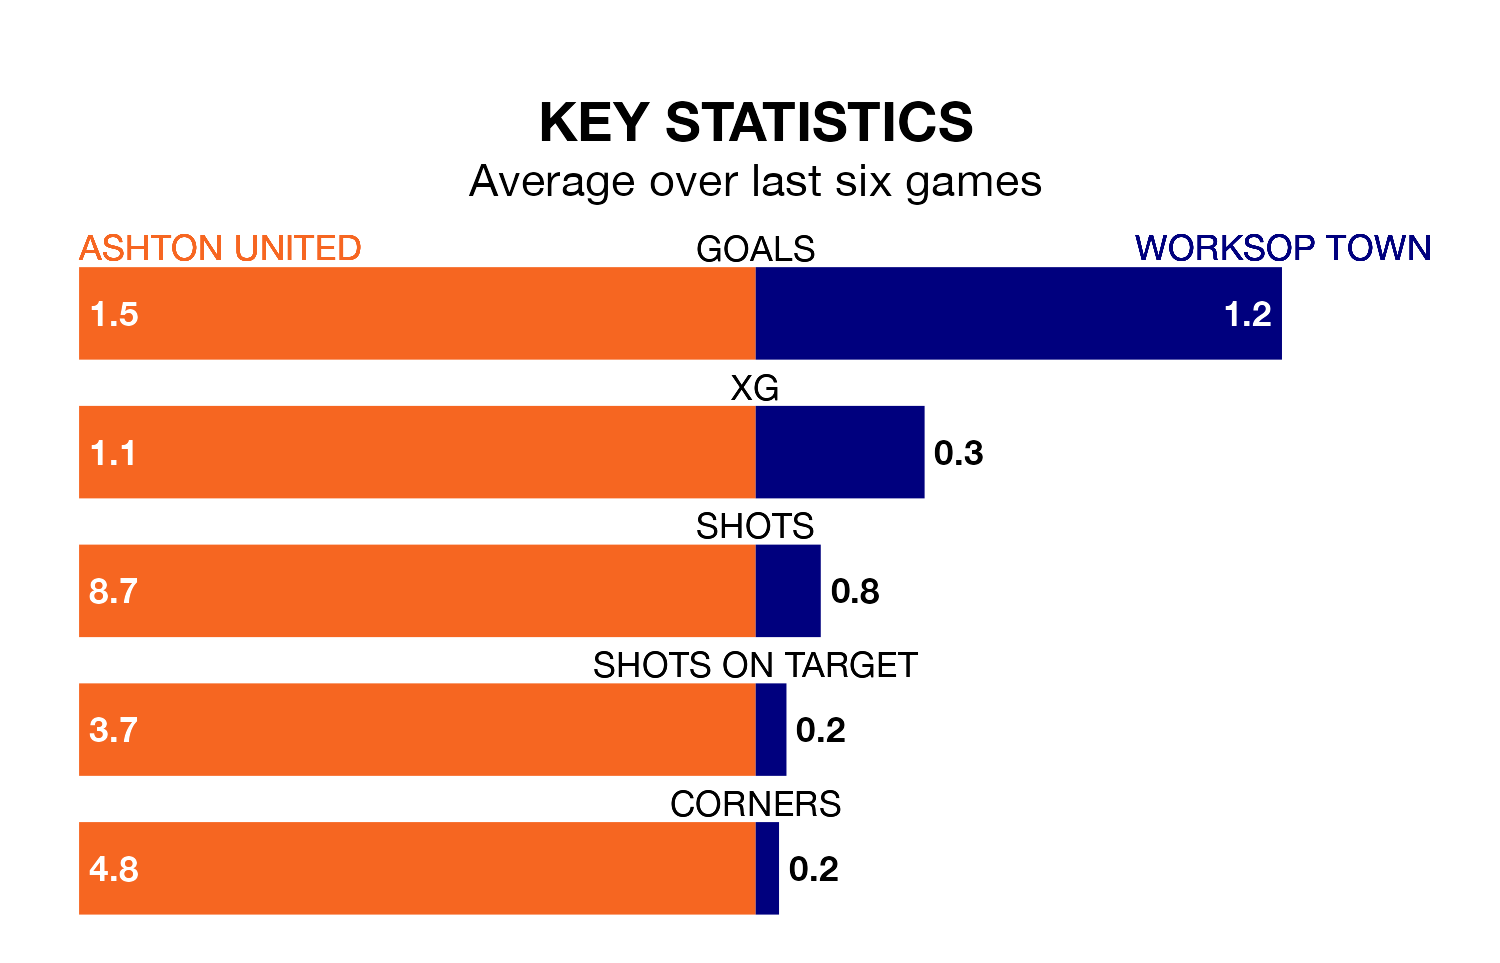 KEY STATISTICS
Average over last six games
ASHTON UNITED GOALS WORKSOP TOWN
1.5 1.2
XG
1.1 0.3
SHOTS
8.7 0.8
SHOTS ON TARGET
3.7 0.2
CORNERS
4.8 0.2